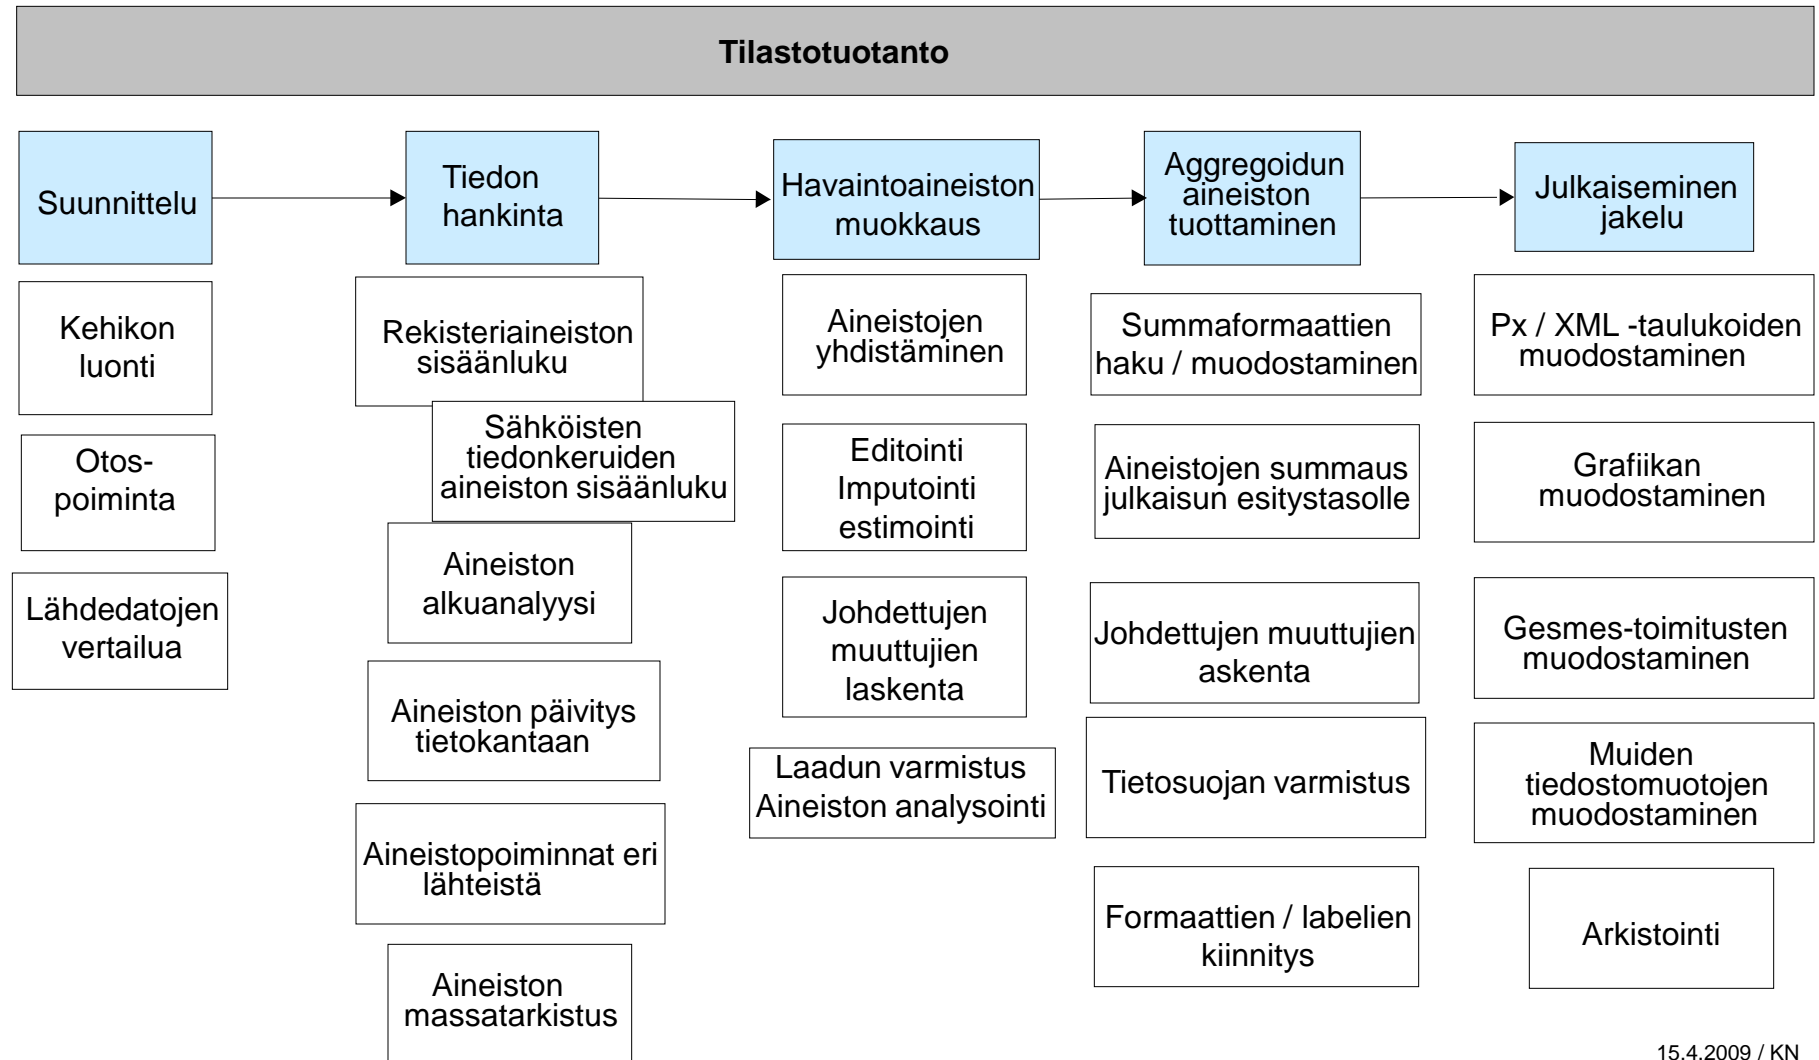 Tilastotuotanto
Suunnittelu
Kehikon
luonti
Otos-
poiminta
Lähdedatojen
vertailua
Tiedon
hankinta
Rekisteriaineiston
sisäänluku
Sähköisten
tiedonkeruiden
aineiston sisäänluku
Aineiston
alkuanalyysi
Aineiston päivitys
tietokantaan
Aineistopoiminnat eri
lähteistä
Aineiston
massatarkistus
Havaintoaineiston
muokkaus
Aineistojen
yhdistäminen
Editointi
Imputointi
estimointi
Johdettujen
muuttujien
laskenta
Laadun varmistus
Aineiston analysointi
Aggregoidun
aineiston
tuottaminen
Summaformaattien
haku / muodostaminen
Aineistojen summaus
julkaisun esitystasolle
Johdettujen muuttujien
askenta
Tietosuojan varmistus
Formaattien / labelien
kiinnitys
Julkaiseminen
jakelu
Px / XML -taulukoiden
muodostaminen
Grafiikan
muodostaminen
Gesmes-toimitusten
muodostaminen
Muiden
tiedostomuotojen
muodostaminen
Arkistointi
15.4.2009 / KN